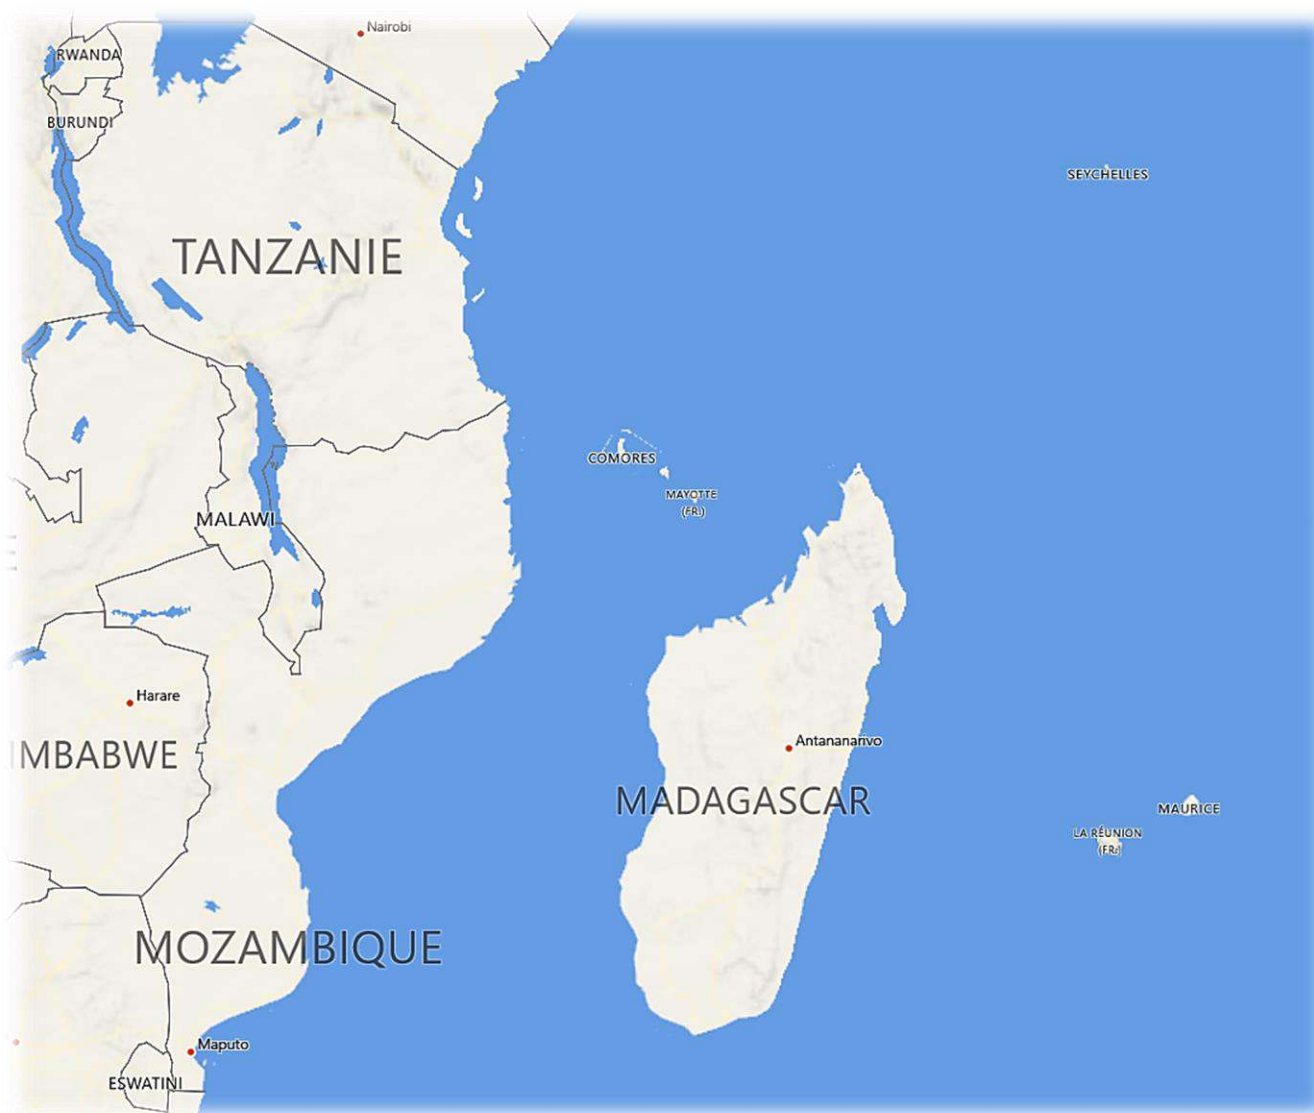 Nairobi
RWANDA
BURUNDI
SEYCHELLES
TANZANIE
COMORES
MAYOTTE
(FR.)
MALAWI
Harare
IMBABWE
Antananarivo
MADAGASCAR
MAURICE
LA RÉUNION
(FR.)
MOZAMBIQUE
Maputo
ESWATINI